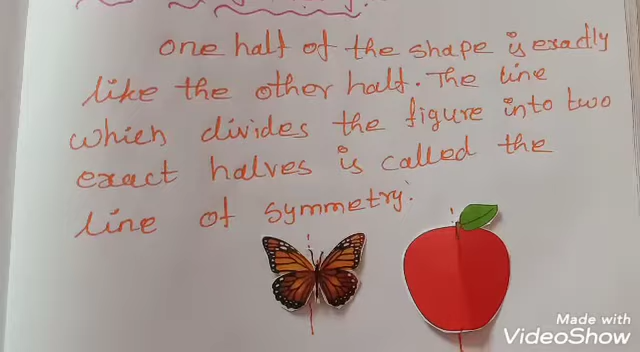 one half of the shape is exactly
like the other half. The line
which divides the figure into two
exact halves is called the
line of symmetry.
Made with
VideoShow